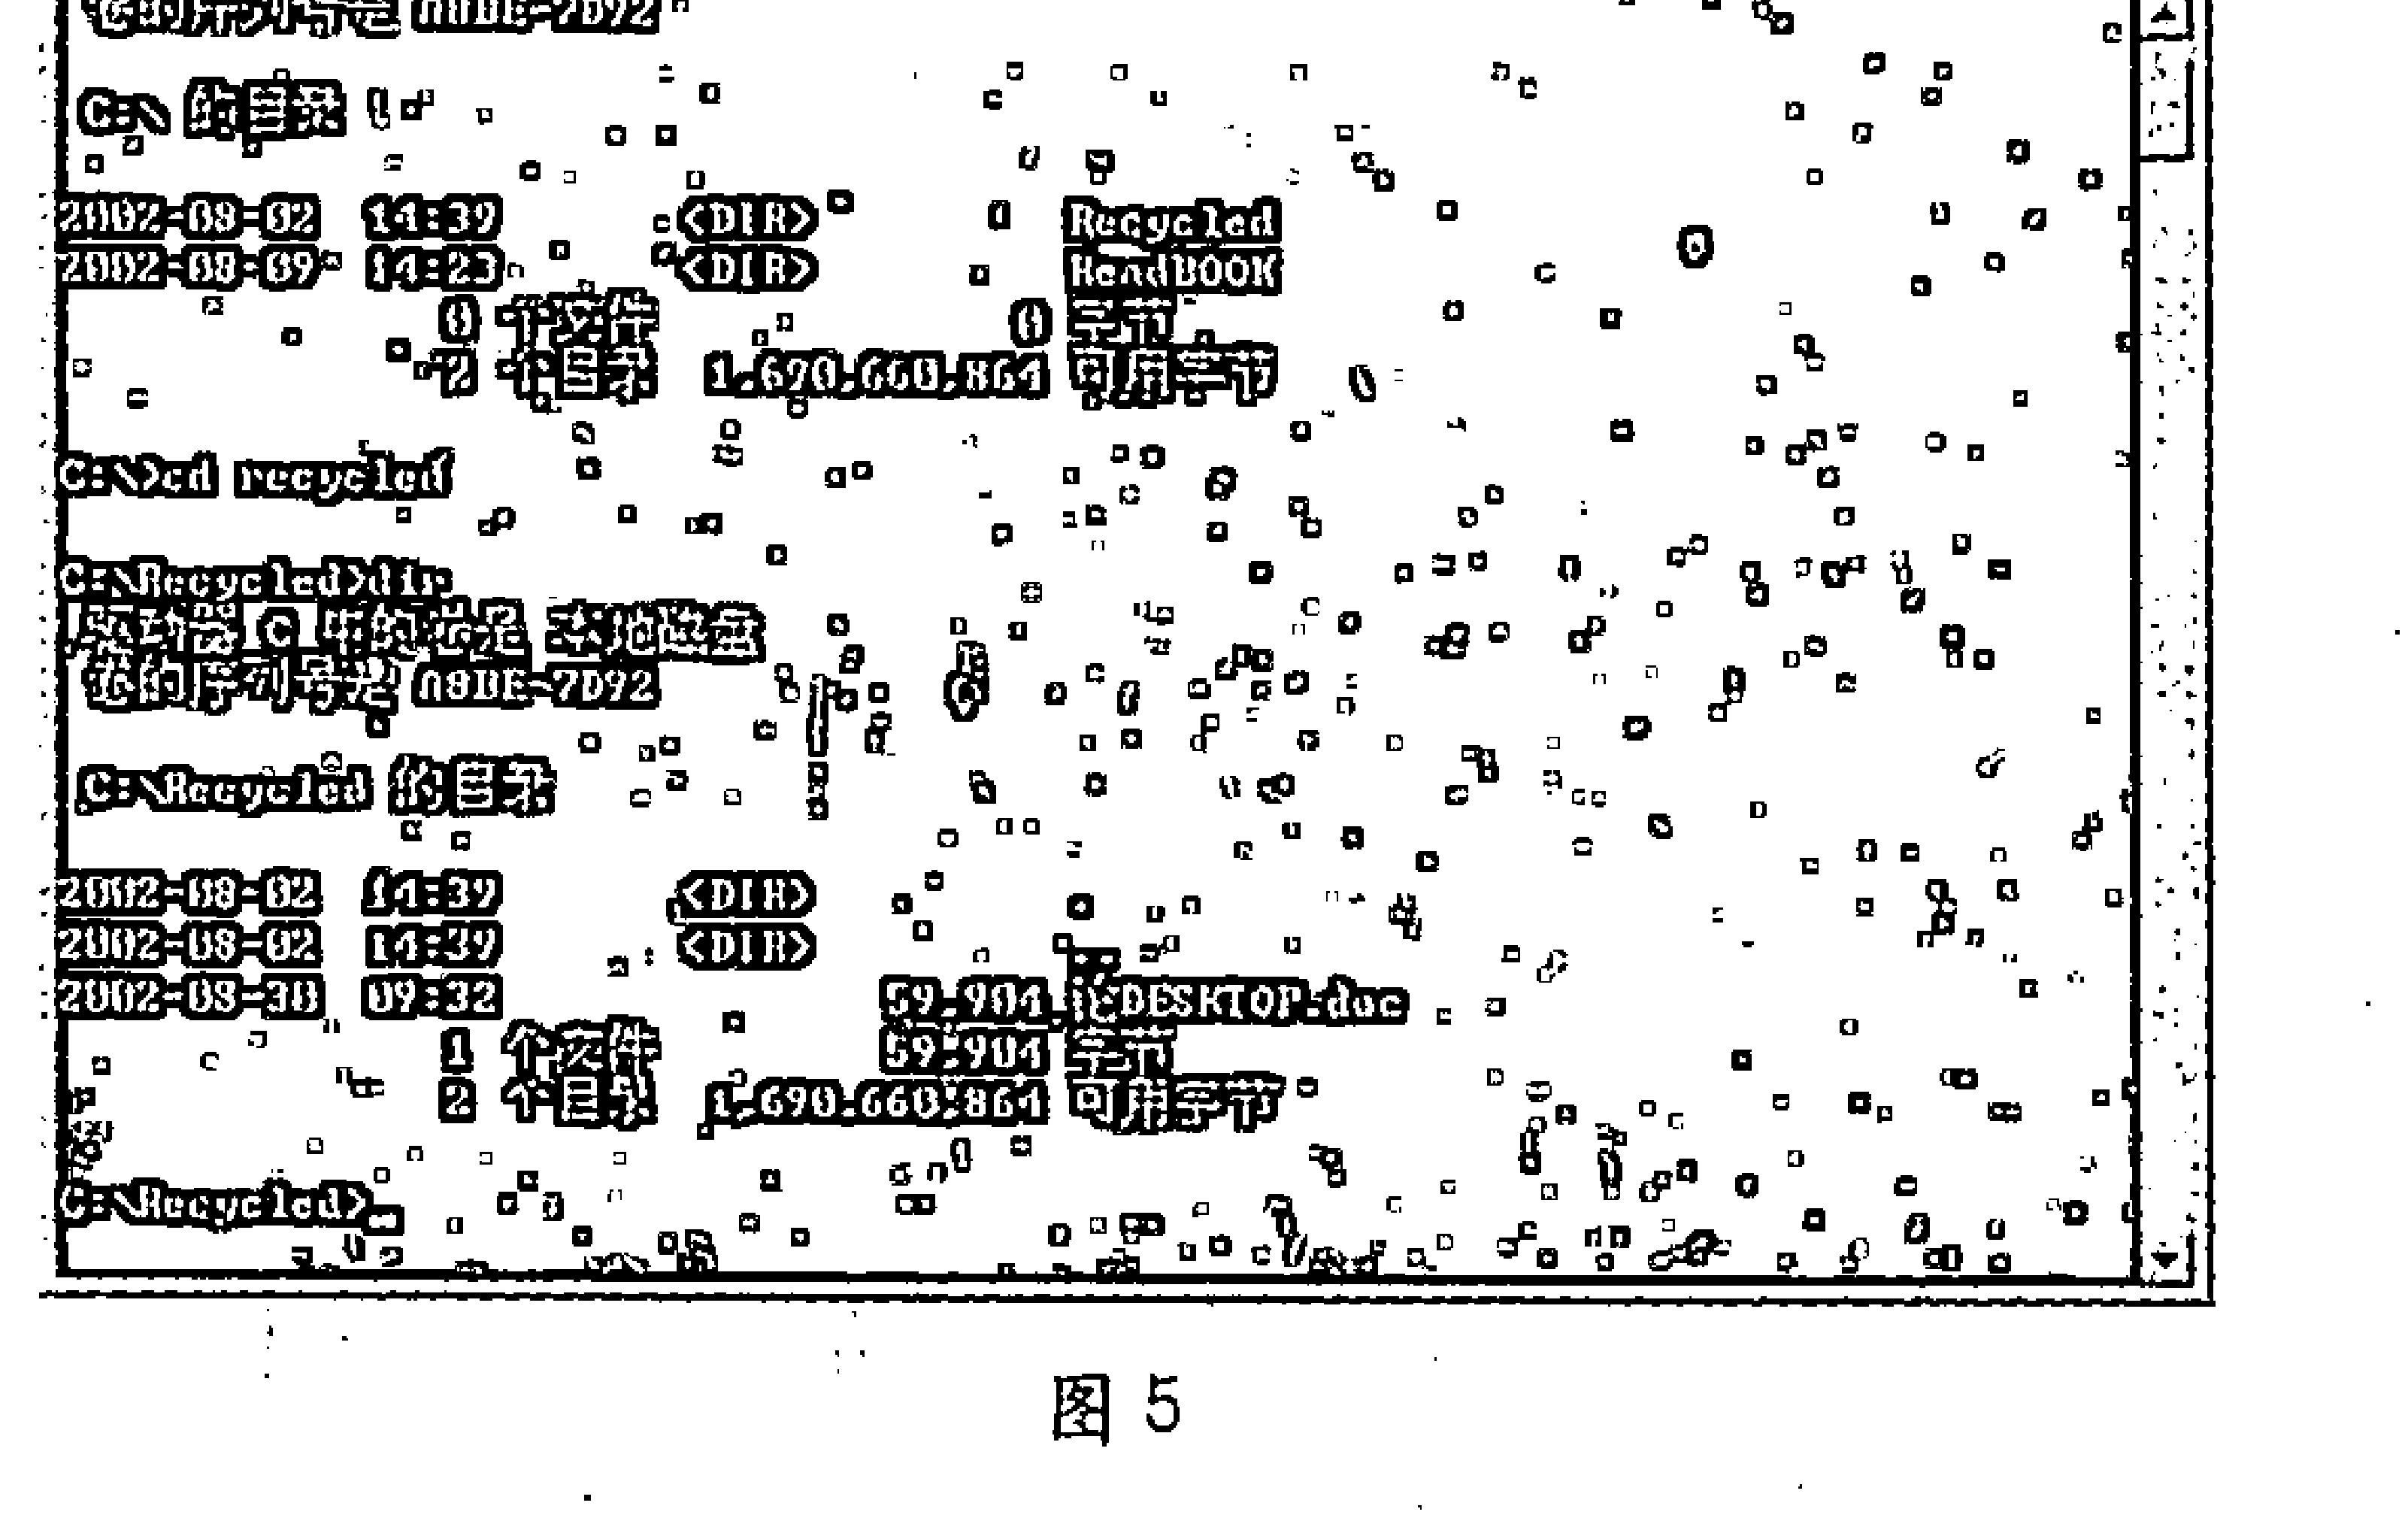 C:\ 的目录
2002-08-02 14:39 <DIR> Recycled
2002-08-09 14:23 <DIR> HandBOOK
0 个文件 0 字节
2 个目录 1,690,660,864 可用字节
C:\>cd recycled
C:\Recycled>dir
驱动器 C 中的卷是 本地磁盘
卷的序列号是 -7D92
C:\Recycled 的目录
2002-08-02 14:39 <DIR>
2002-08-02 14:39 <DIR>
2002-08-30 09:32 59,904 DESKTOP.doc
1 个文件 59,904 字节
2 个目录 1,690,660,864 可用字节
C:\Recycled>
图 5